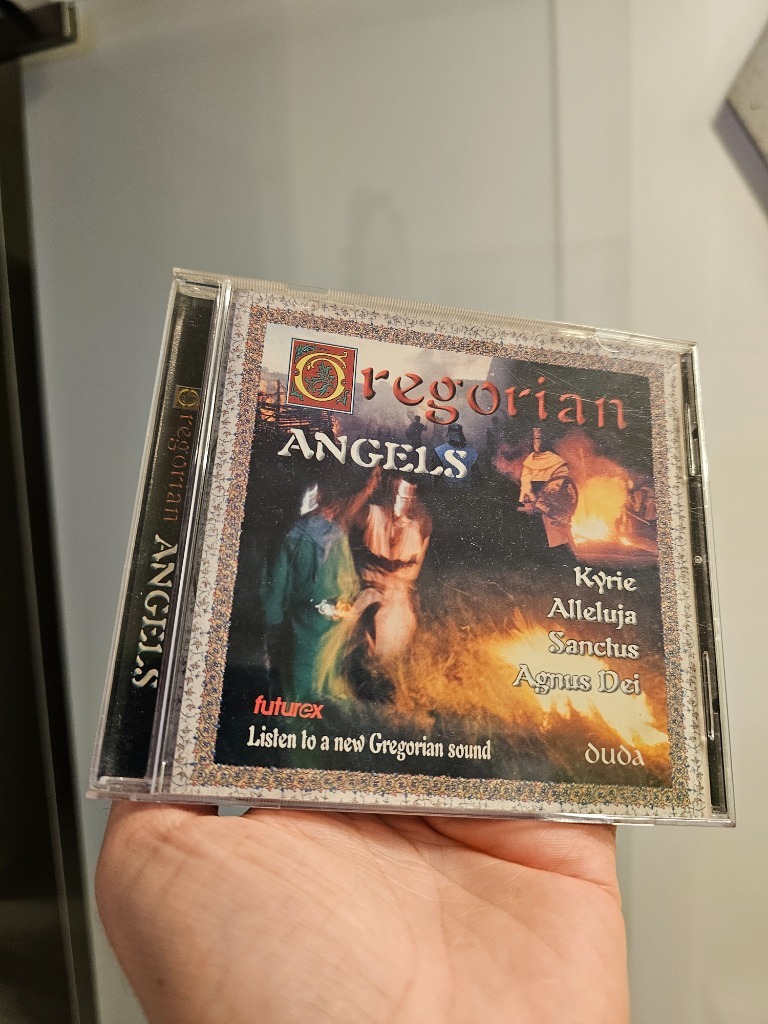 Gregorian
ANGELS
Gregorian ANGELS
Kyrie
Alleluja
Sanctus
Agnus Dei
futurex
Listen to a new Gregorian sound
duda